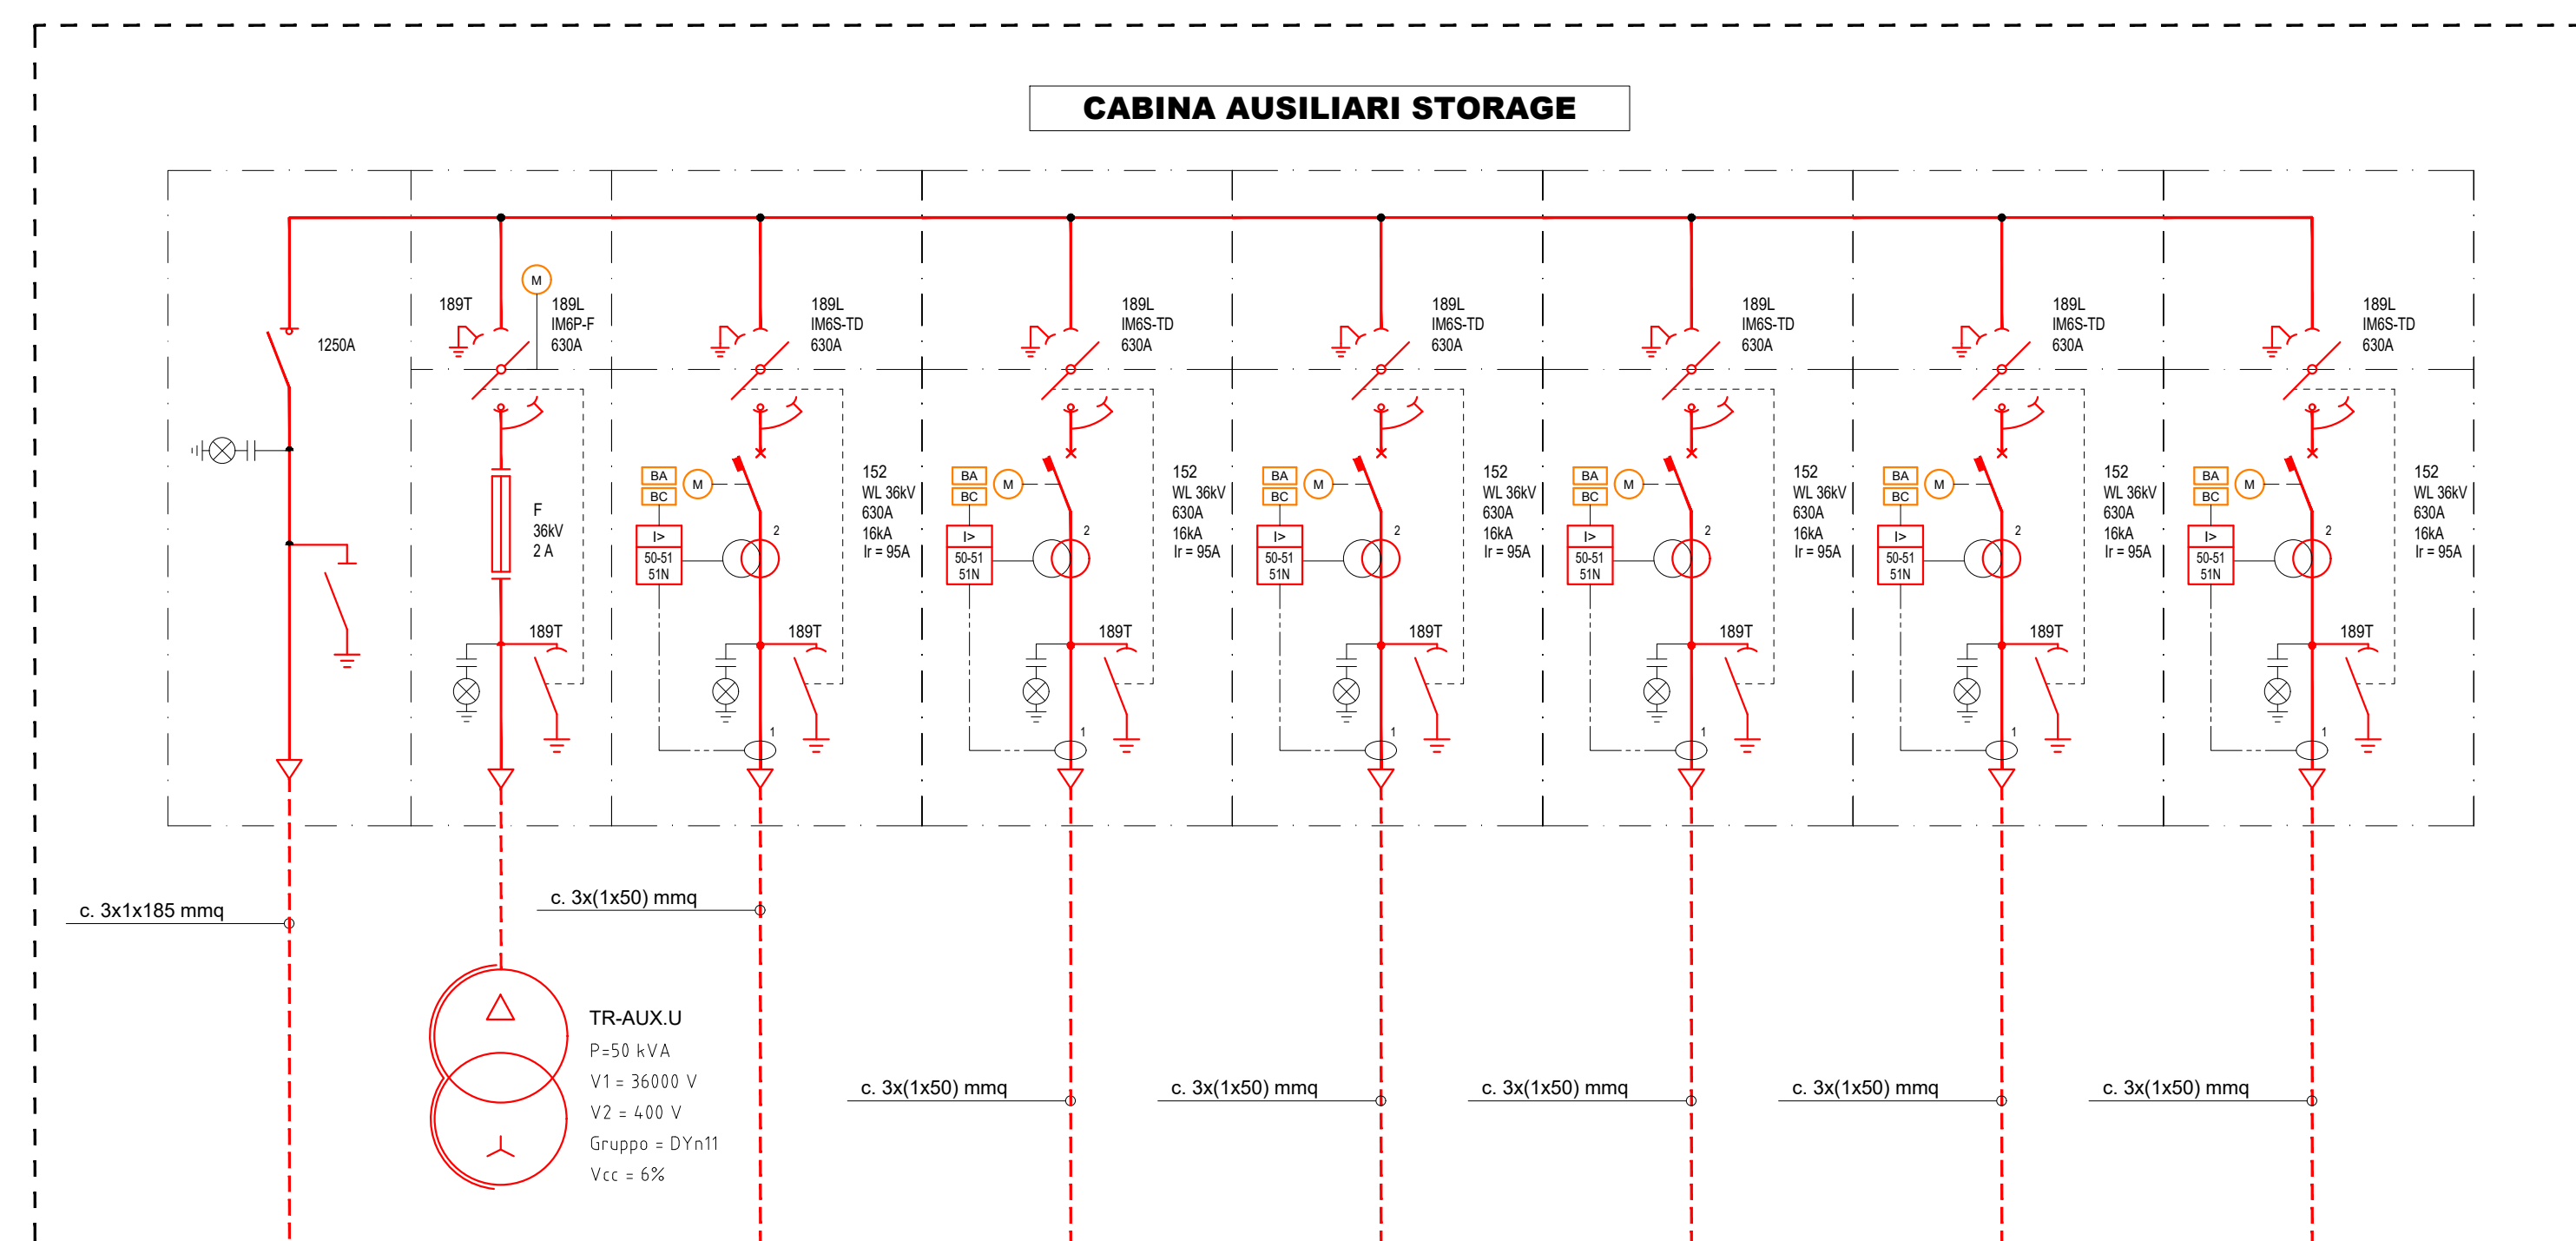 CABINA AUSILIARI STORAGE
1250A
189T
M
189L
IM6P-F
630A
F
36kV
2 A
189T
189L
IM6S-TD
630A
BA
BC
M
I>
50-51
51N
2
152
WL 36kV
630A
16kA
Ir = 95A
189T
1
189L
IM6S-TD
630A
BA
BC
M
I>
50-51
51N
2
152
WL 36kV
630A
16kA
Ir = 95A
189T
1
189L
IM6S-TD
630A
BA
BC
M
I>
50-51
51N
2
152
WL 36kV
630A
16kA
Ir = 95A
189T
1
189L
IM6S-TD
630A
BA
BC
M
I>
50-51
51N
2
152
WL 36kV
630A
16kA
Ir = 95A
189T
1
189L
IM6S-TD
630A
BA
BC
M
I>
50-51
51N
2
152
WL 36kV
630A
16kA
Ir = 95A
189T
1
189L
IM6S-TD
630A
BA
BC
M
I>
50-51
51N
2
152
WL 36kV
630A
16kA
Ir = 95A
189T
1
c. 3x1x185 mmq
c. 3x(1x50) mmq
TR-AUX.U
P=50 kVA
V1 = 36000 V
V2 = 400 V
Gruppo = DYn11
Vcc = 6%
c. 3x(1x50) mmq
c. 3x(1x50) mmq
c. 3x(1x50) mmq
c. 3x(1x50) mmq
c. 3x(1x50) mmq